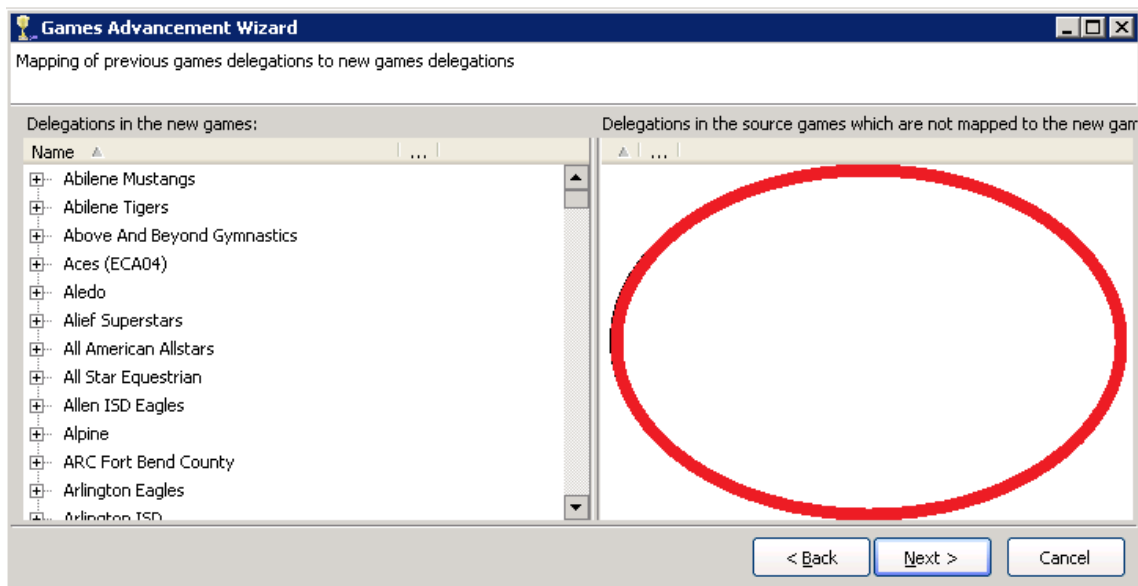 Games Advancement Wizard
Mapping of previous games delegations to new games delegations
Delegations in the new games:
Name ...
Abilene Mustangs
Abilene Tigers
Above And Beyond Gymnastics
Aces (ECA04)
Aledo
Alief Superstars
All American Allstars
All Star Equestrian
Allen ISD Eagles
Alpine
ARC Fort Bend County
Arlington Eagles
Arlington ISD
Delegations in the source games which are not mapped to the new gam
...
< Back
Next >
Cancel